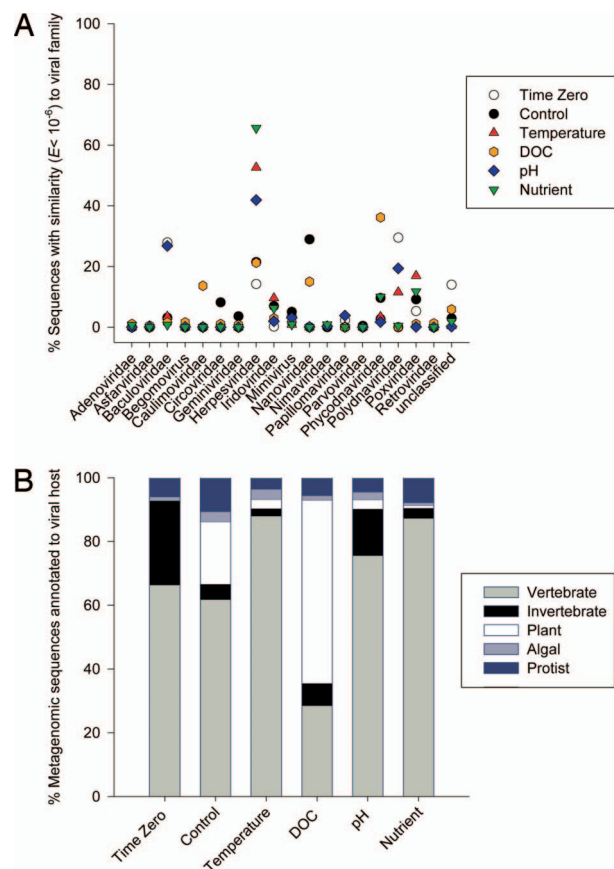 A
% Sequences with similarity (E< 10-6) to viral family
100
80
60
40
20
0
Time Zero
Control
Temperature
DOC
pH
Nutrient
Adenoviridae
Asfarviridae
Baculoviridae
Begomovirus
Caulimoviridae
Circoviridae
Geminiviridae
Herpesviridae
Iridoviridae
Mimivirus
Nanoviridae
Nimaviridae
Papillomaviridae
Parvoviridae
Phycodnaviridae
Polydnaviridae
Poxviridae
Retroviridae
unclassified
B
% Metagenomic sequences annotated to viral host
100
80
60
40
20
0
Vertebrate
Invertebrate
Plant
Algal
Protist
Time Zero
Control
Temperature
DOC
pH
Nutrient